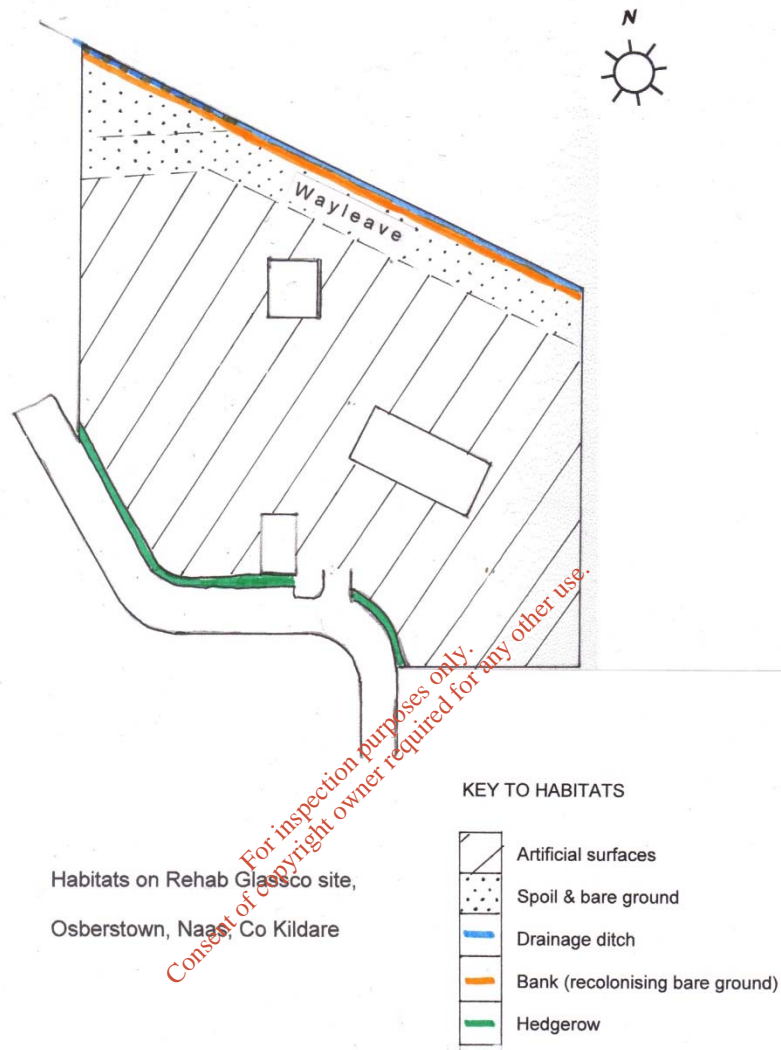 N
Wayleave
For inspection purposes only.
Consent of copyright owner required for any other use.
KEY TO HABITATS
Artificial surfaces
Spoil & bare ground
Drainage ditch
Bank (recolonising bare ground)
Hedgerow
Habitats on Rehab Glassco site,
Osberstown, Naas, Co Kildare